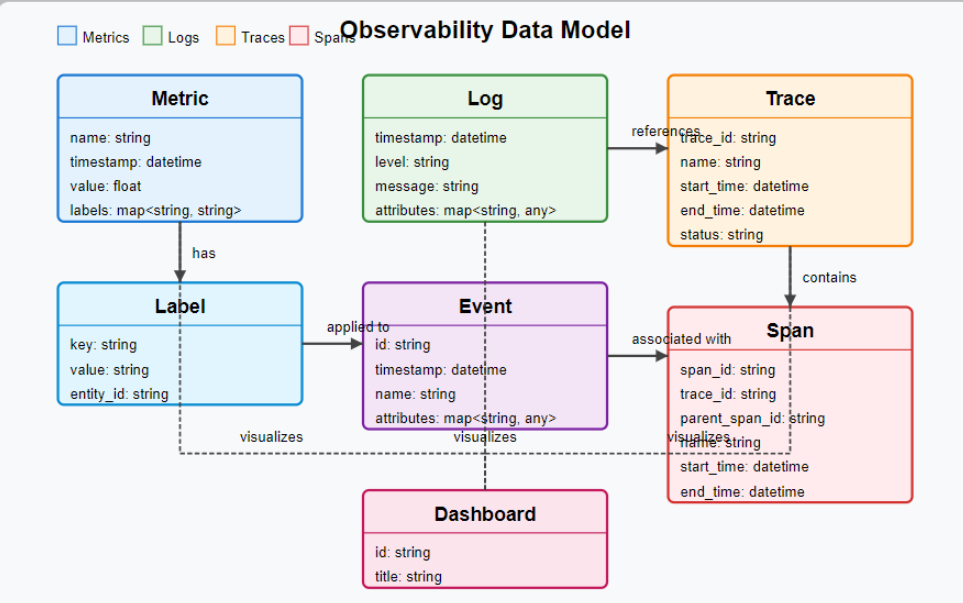 Observability Data Model
Metrics
Logs
Traces
Spans
Metric
name: string
timestamp: datetime
value: float
labels: map<string, string>
Log
timestamp: datetime
level: string
message: string
attributes: map<string, any>
references
Trace
trace_id: string
name: string
start_time: datetime
end_time: datetime
status: string
has
contains
Label
key: string
value: string
entity_id: string
applied to
Event
id: string
timestamp: datetime
name: string
attributes: map<string, any>
associated with
Span
span_id: string
trace_id: string
parent_span_id: string
name: string
start_time: datetime
end_time: datetime
visualizes
visualizes
visualizes
Dashboard
id: string
title: string